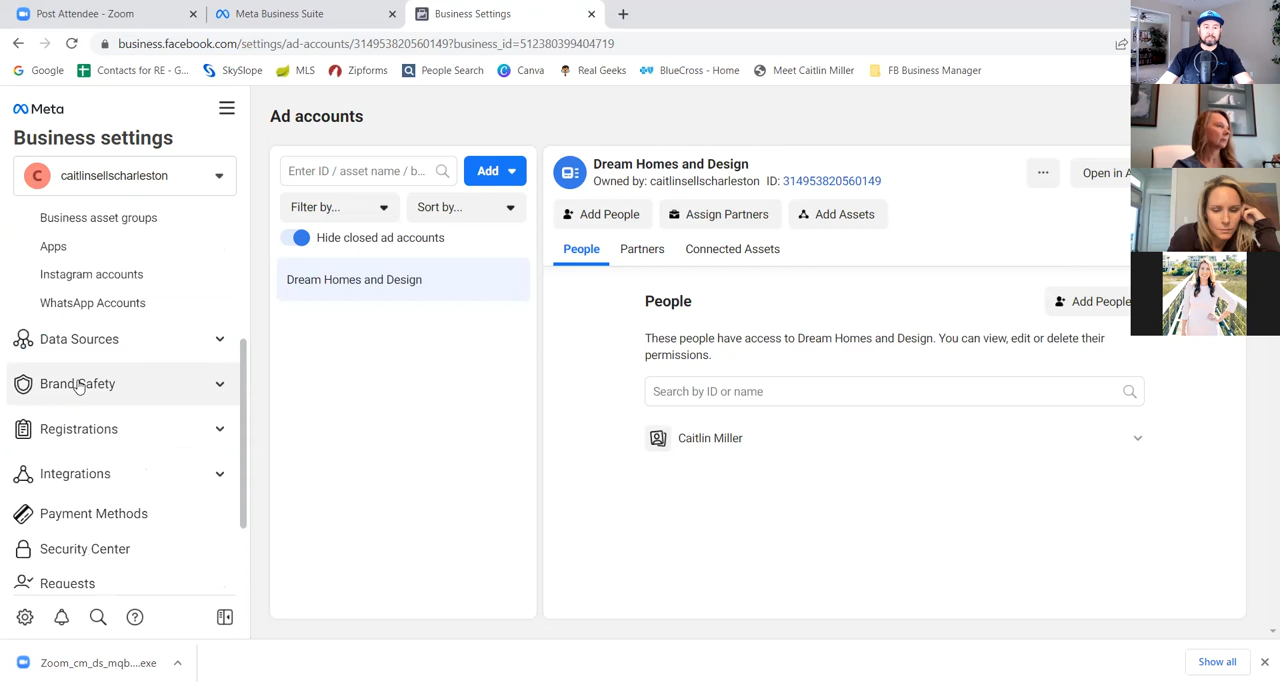 Post Attendee - Zoom
Meta Business Suite
Business Settings
business.facebook.com/settings/ad-accounts/314953820560149?business_id=512380399404719
Google
Contacts for RE - G...
SkySlope
MLS
Zipforms
People Search
Canva
Real Geeks
BlueCross - Home
Meet Caitlin Miller
FB Business Manager
Meta
Business settings
C
caitlinsellscharleston
Business asset groups
Apps
Instagram accounts
WhatsApp Accounts
Data Sources
Brand Safety
Registrations
Integrations
Payment Methods
Security Center
Requests
Ad accounts
Enter ID / asset name / b...
Add
Filter by...
Sort by...
Hide closed ad accounts
Dream Homes and Design
Dream Homes and Design
Owned by: caitlinsellscharleston ID: 314953820560149
Open in A
Add People
Assign Partners
Add Assets
People
Partners
Connected Assets
People
Add People
These people have access to Dream Homes and Design. You can view, edit or delete their
permissions.
Search by ID or name
Caitlin Miller
Zoom_cm_ds_mqb....exe
Show all